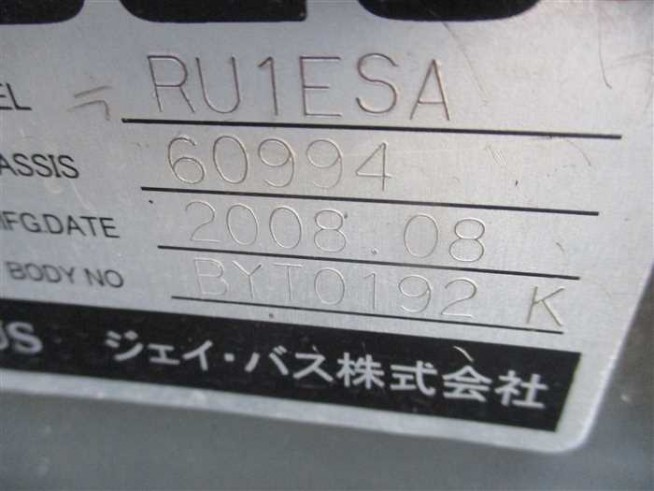 EL RU1ESA
ASSIS 60994
MFG.DATE 2008.08
BODY NO BYT0192 K
US ジェイ・バス株式会社